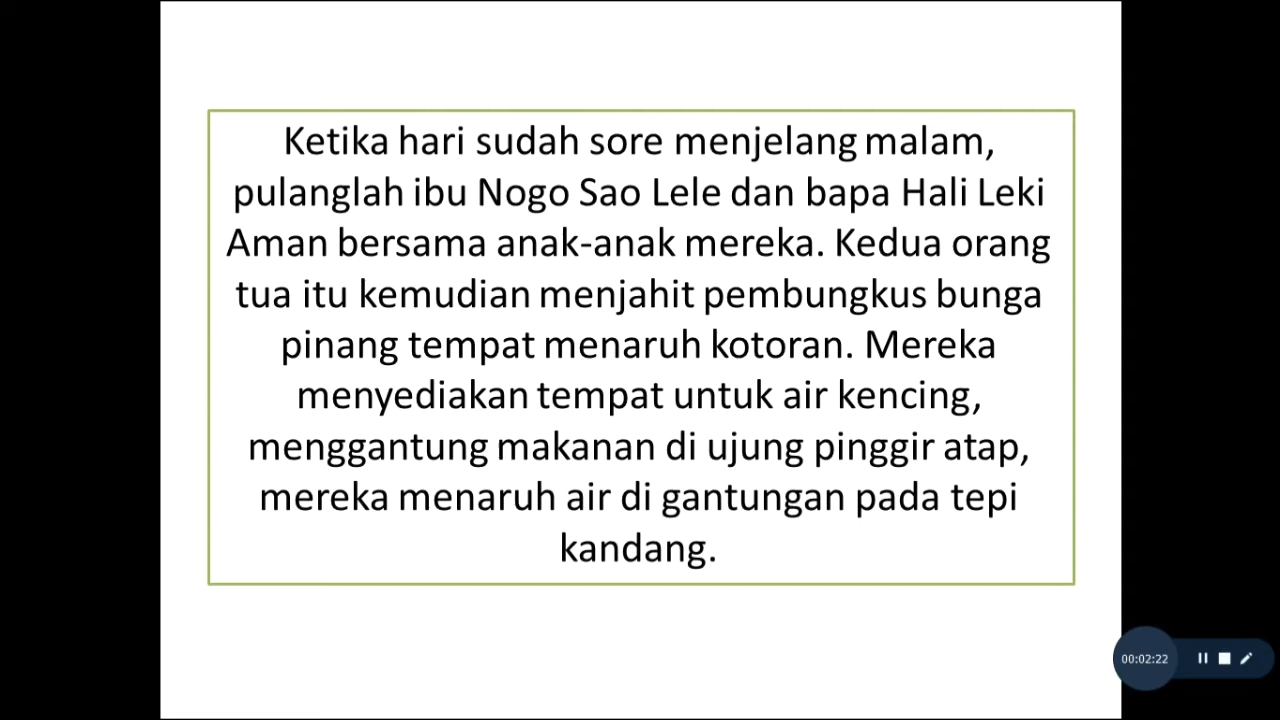 Ketika hari sudah sore menjelang malam,
pulanglah ibu Nogo Sao Lele dan bapa Hali Leki
Aman bersama anak-anak mereka. Kedua orang
tua itu kemudian menjahit pembungkus bunga
pinang tempat menaruh kotoran. Mereka
menyediakan tempat untuk air kencing,
menggantung makanan di ujung pinggir atap,
mereka menaruh air di gantungan pada tepi
kandang.
00:02:22